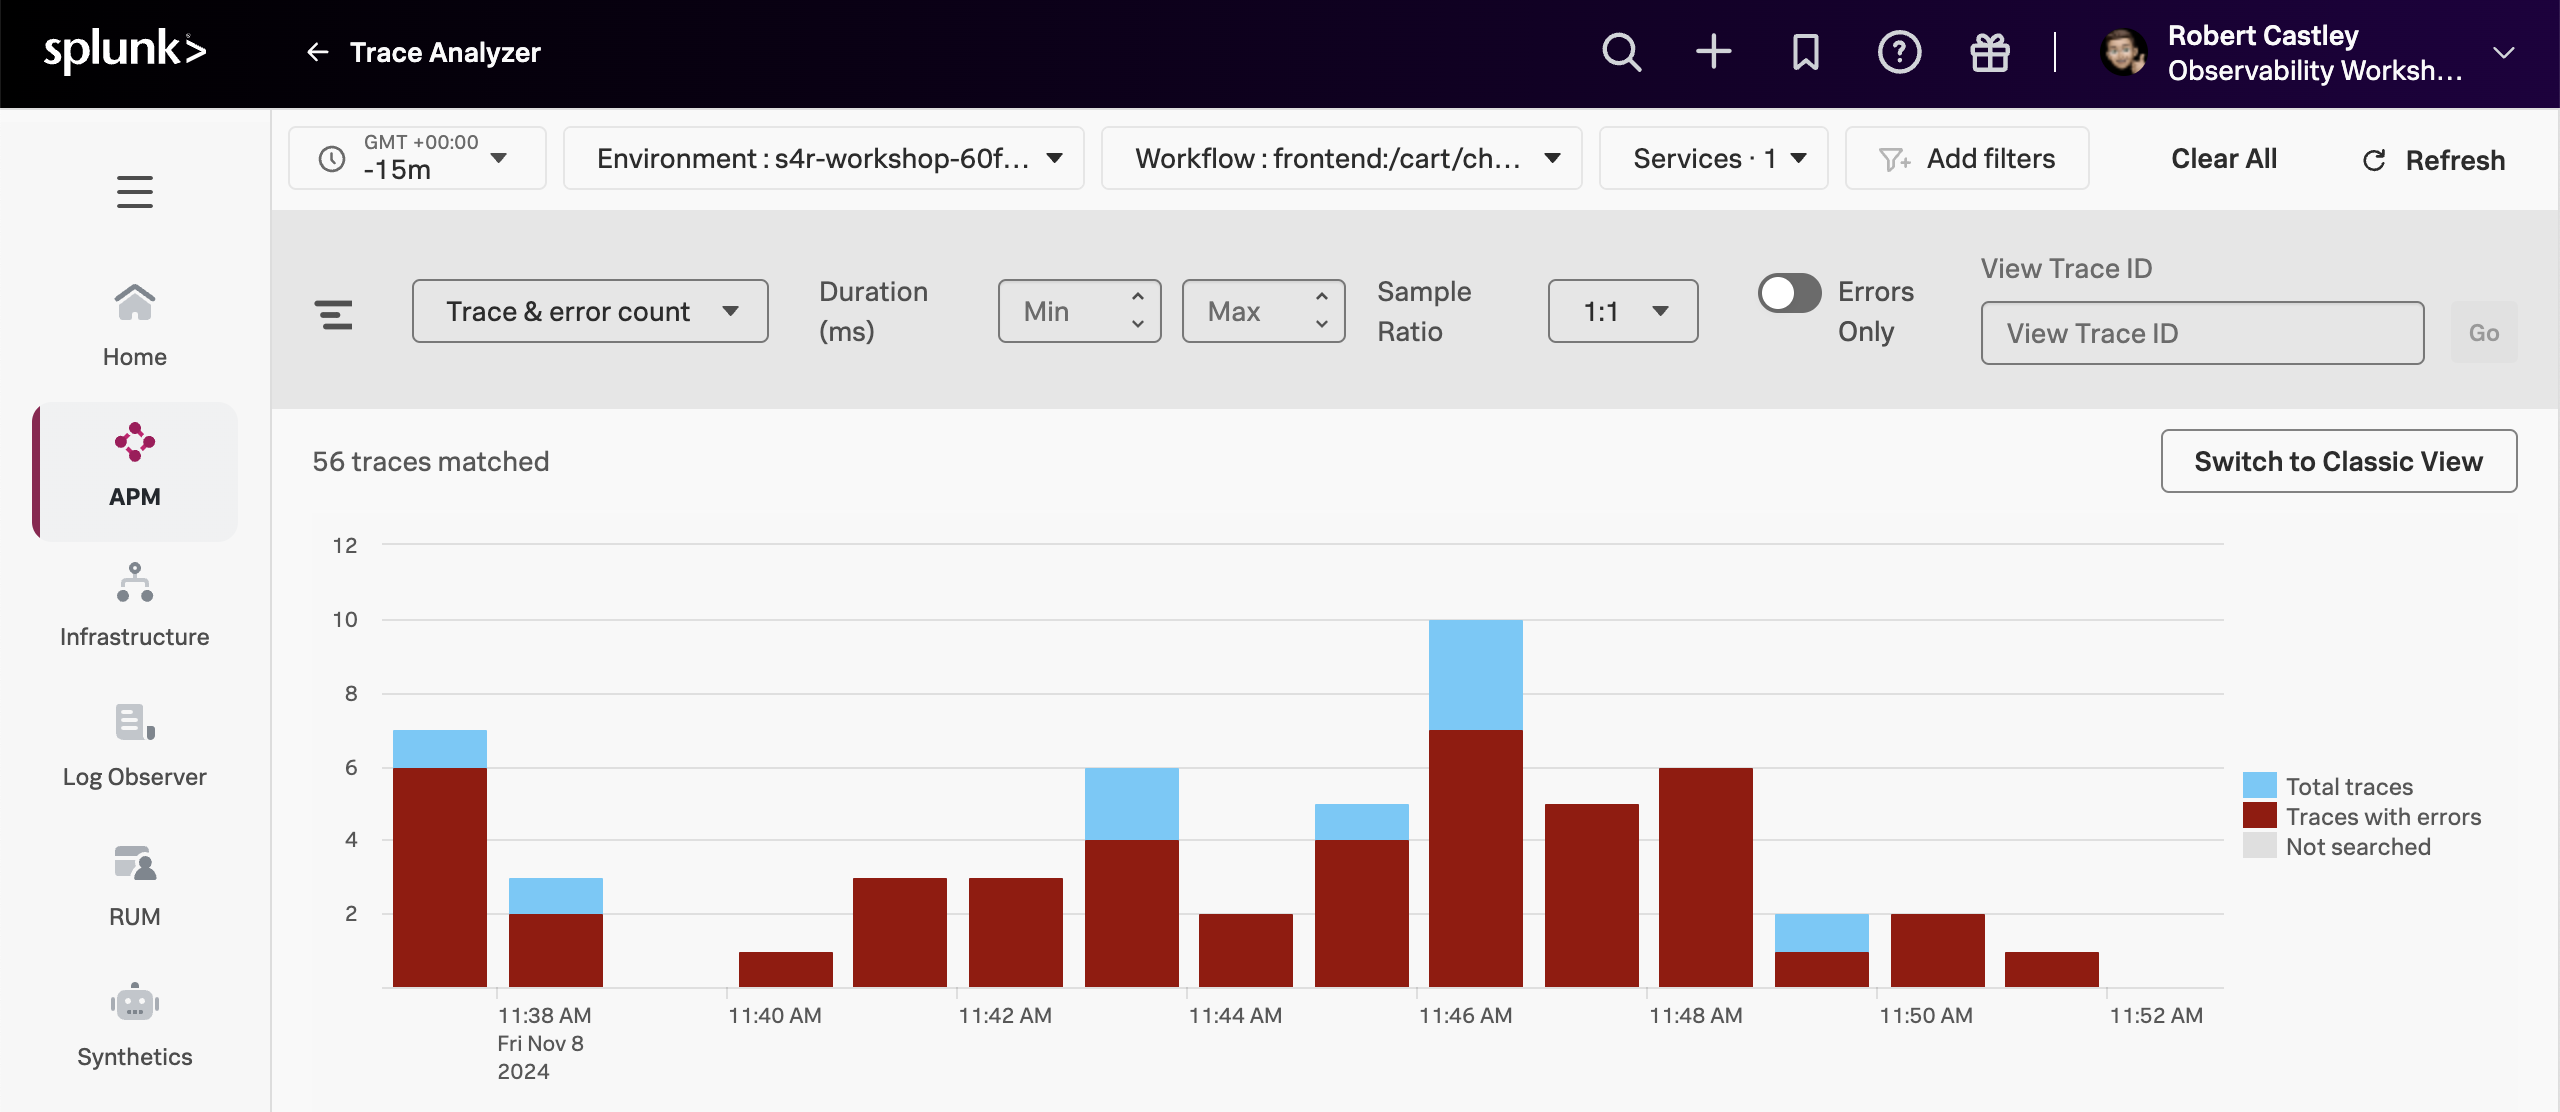 splunk>
Trace Analyzer
Robert Castley
Observability Worksh...
GMT +00:00
-15m
Environment : s4r-workshop-60f...
Workflow : frontend:/cart/ch...
Services · 1
Add filters
Clear All
Refresh
Home
APM
Infrastructure
Log Observer
RUM
Synthetics
Trace & error count
Duration
(ms)
Min
Max
Sample
Ratio
1:1
Errors
Only
View Trace ID
View Trace ID
Go
56 traces matched
Switch to Classic View
12
10
8
6
4
2
11:38 AM
Fri Nov 8
2024
11:40 AM
11:42 AM
11:44 AM
11:46 AM
11:48 AM
11:50 AM
11:52 AM
Total traces
Traces with errors
Not searched